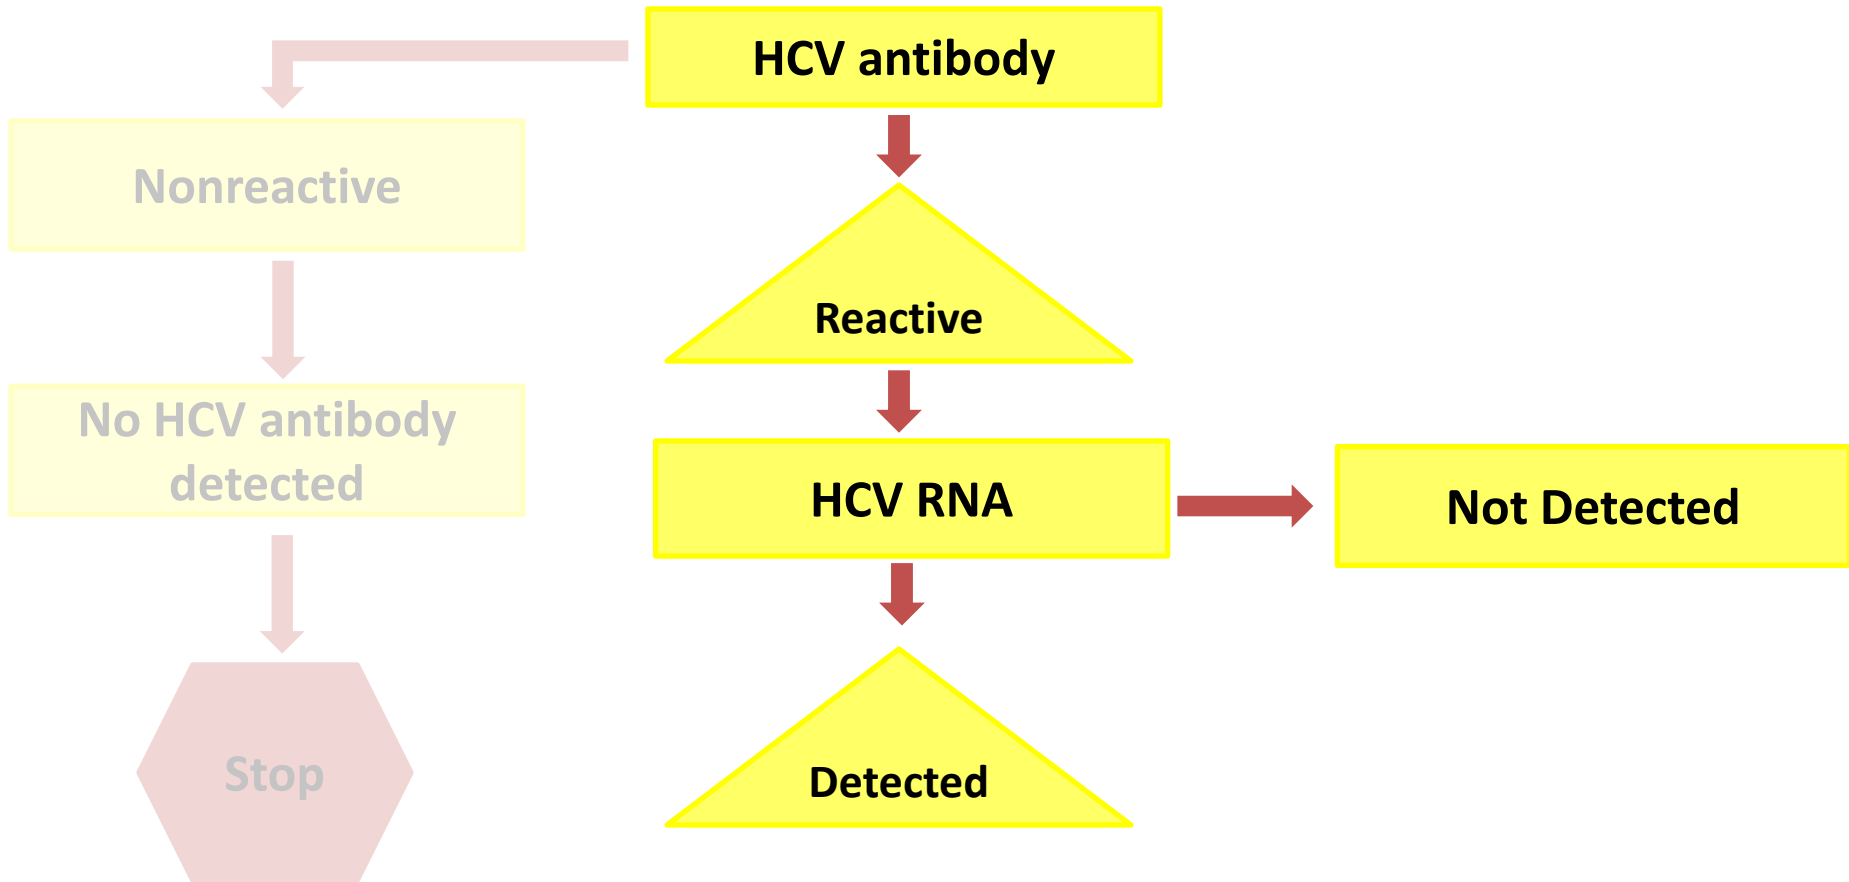 HCV antibody
Nonreactive
Reactive
No HCV antibody
detected
HCV RNA
Not Detected
Stop
Detected